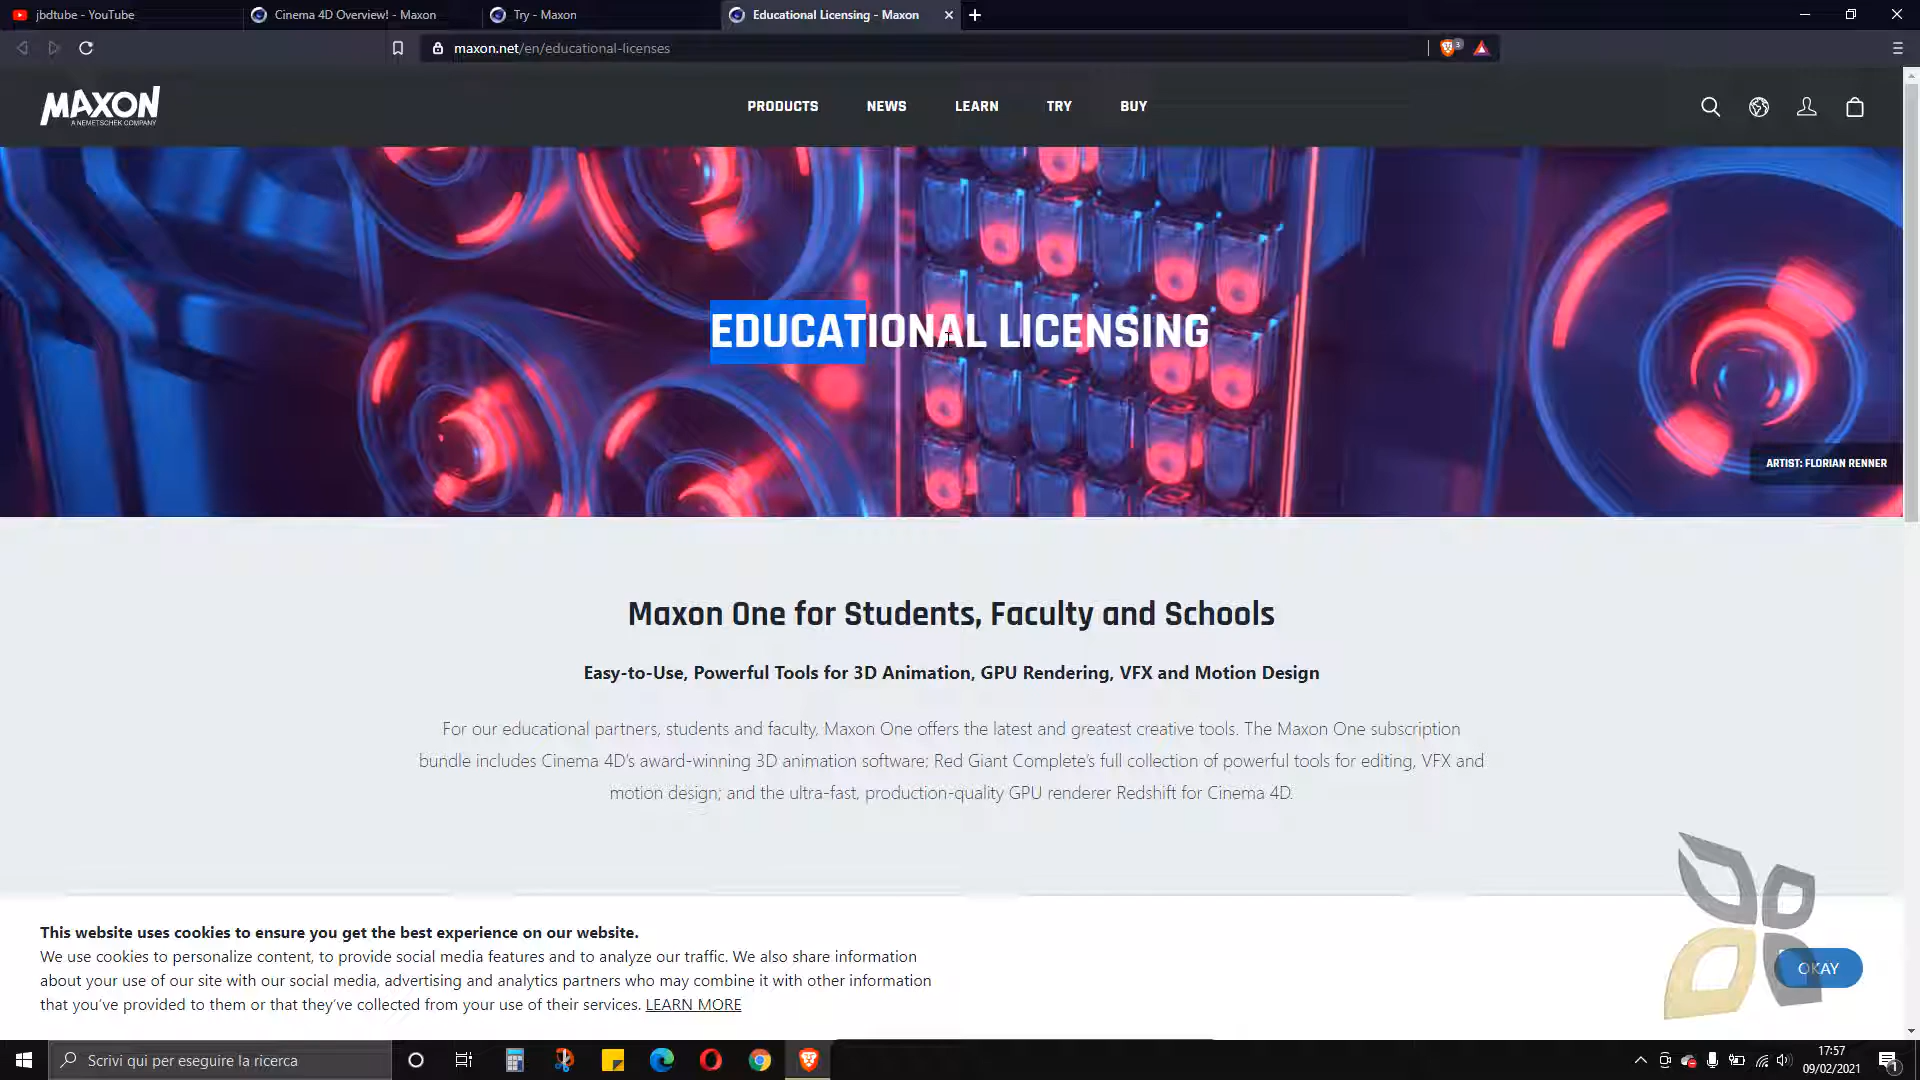 jbdtube - YouTube
Cinema 4D Overview! - Maxon
Try - Maxon
Educational Licensing - Maxon
maxon.net/en/educational-licenses
3
MAXON
A NEMETSCHEK COMPANY
PRODUCTS
NEWS
LEARN
TRY
BUY
EDUCATIONAL LICENSING
ARTIST: FLORIAN RENNER
Maxon One for Students, Faculty and Schools
Easy-to-Use, Powerful Tools for 3D Animation, GPU Rendering, VFX and Motion Design
For our educational partners, students and faculty, Maxon One offers the latest and greatest creative tools. The Maxon One subscription
bundle includes Cinema 4D's award-winning 3D animation software; Red Giant Complete's full collection of powerful tools for editing, VFX and
motion design; and the ultra-fast, production-quality GPU renderer Redshift for Cinema 4D.
This website uses cookies to ensure you get the best experience on our website.
We use cookies to personalize content, to provide social media features and to analyze our traffic. We also share information
about your use of our site with our social media, advertising and analytics partners who may combine it with other information
that you've provided to them or that they've collected from your use of their services. LEARN MORE
OKAY
Scrivi qui per eseguire la ricerca
17:57
09/02/2021
1